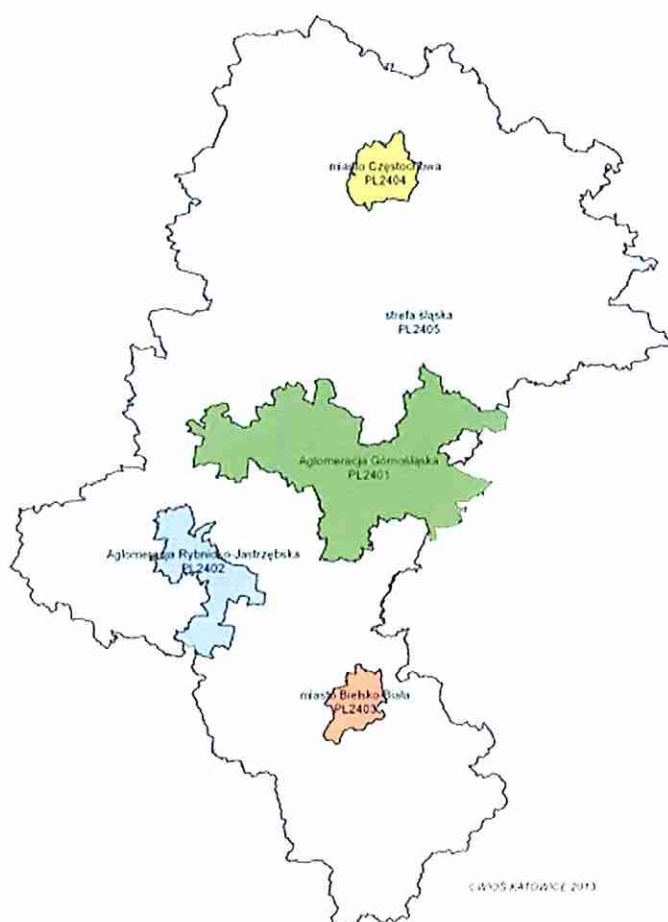 miasto Częstochowa
PL2404
strefa śląska
PL2405
Aglomeracja Górnośląska
PL2401
Aglomeracja Rybnicko-Jastrzębska
PL2402
miasto Bielsko-Biała
PL2403
©WIOŚ KATOWICE 2013